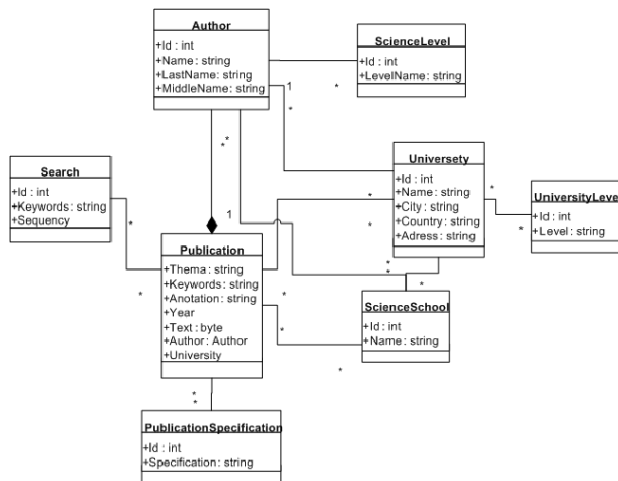 Author
+Id : int
+Name : string
+LastName : string
+MiddleName : string
ScienceLevel
+Id : int
+LevelName : string
1
*
*
Search
+Id : int
+Keywords : string
+Sequency
*
*
**
1
Universety
+Id : int
+Name : string
+City : string
+Country : string
+Adress : string
*
*
*
*
UniversityLevel
+Id : int
+Level : string
Publication
+Thema : string
+Keywords : string
+Anotation : string
+Year
+Text : byte
+Author : Author
+University
*
*
*
*
*
*
ScienceSchool
+Id : int
+Name : string
*
*
PublicationSpecification
+Id : int
+Specification : string